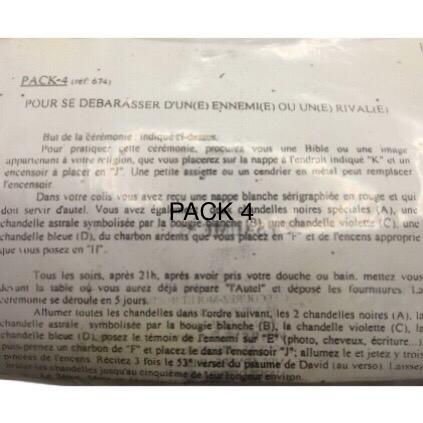 PACK-4 (réf: 674)
POUR SE DEBARASSER D'UN(E) ENNEMI(E) OU UN(E) RIVAL(E)
But de la cérémonie : indiqué ci-dessus.
Pour pratiquer cette cérémonie, procurez vous une Bible ou une image
appartenant à votre religion, que vous placerez sur la nappe à l'endroit indiqué "K" et un
encensoir à placer en "J". Une petite assiette ou un cendrier en métal peut remplacer
l'encensoir.
Dans votre colis vous avez reçu une nappe blanche sérigraphiée en rouge et qui
doit servir d'autel. Vous avez également chandelles noires spéciales (A), une
chandelle astrale symbolisée par la bougie blanche (B), une chandelle violette (C), une
chandelle bleue (D), du charbon ardents que vous placez en "F" et de l'encens approprié
que vous posez en "H".
PACK 4
Tous les soirs, après 21h, après avoir pris votre douche ou bain, mettez vous
devant la table où vous aurez déjà préparé "l'Autel" et déposé les fournitures. La
cérémonie se déroule en 5 jours.
Allumer toutes les chandelles dans l'ordre suivant, les 2 chandelles noires (A), la
chandelle astrale, symbolisée par la bougie blanche (B), la chandelle violette (C), la
chandelle bleue (D), posez le témoin de l'ennemi sur "E" (photo, cheveux, écriture...),
puis prenez un charbon de "F" et placez le dans l'encensoir "J"; allumez le et jetez y trois
pincées de l'encens. Récitez 3 fois le 53° verset du psaume de David (au verso). Laissez
brûler les chandelles jusqu'au cinquième de leur longueur environ.